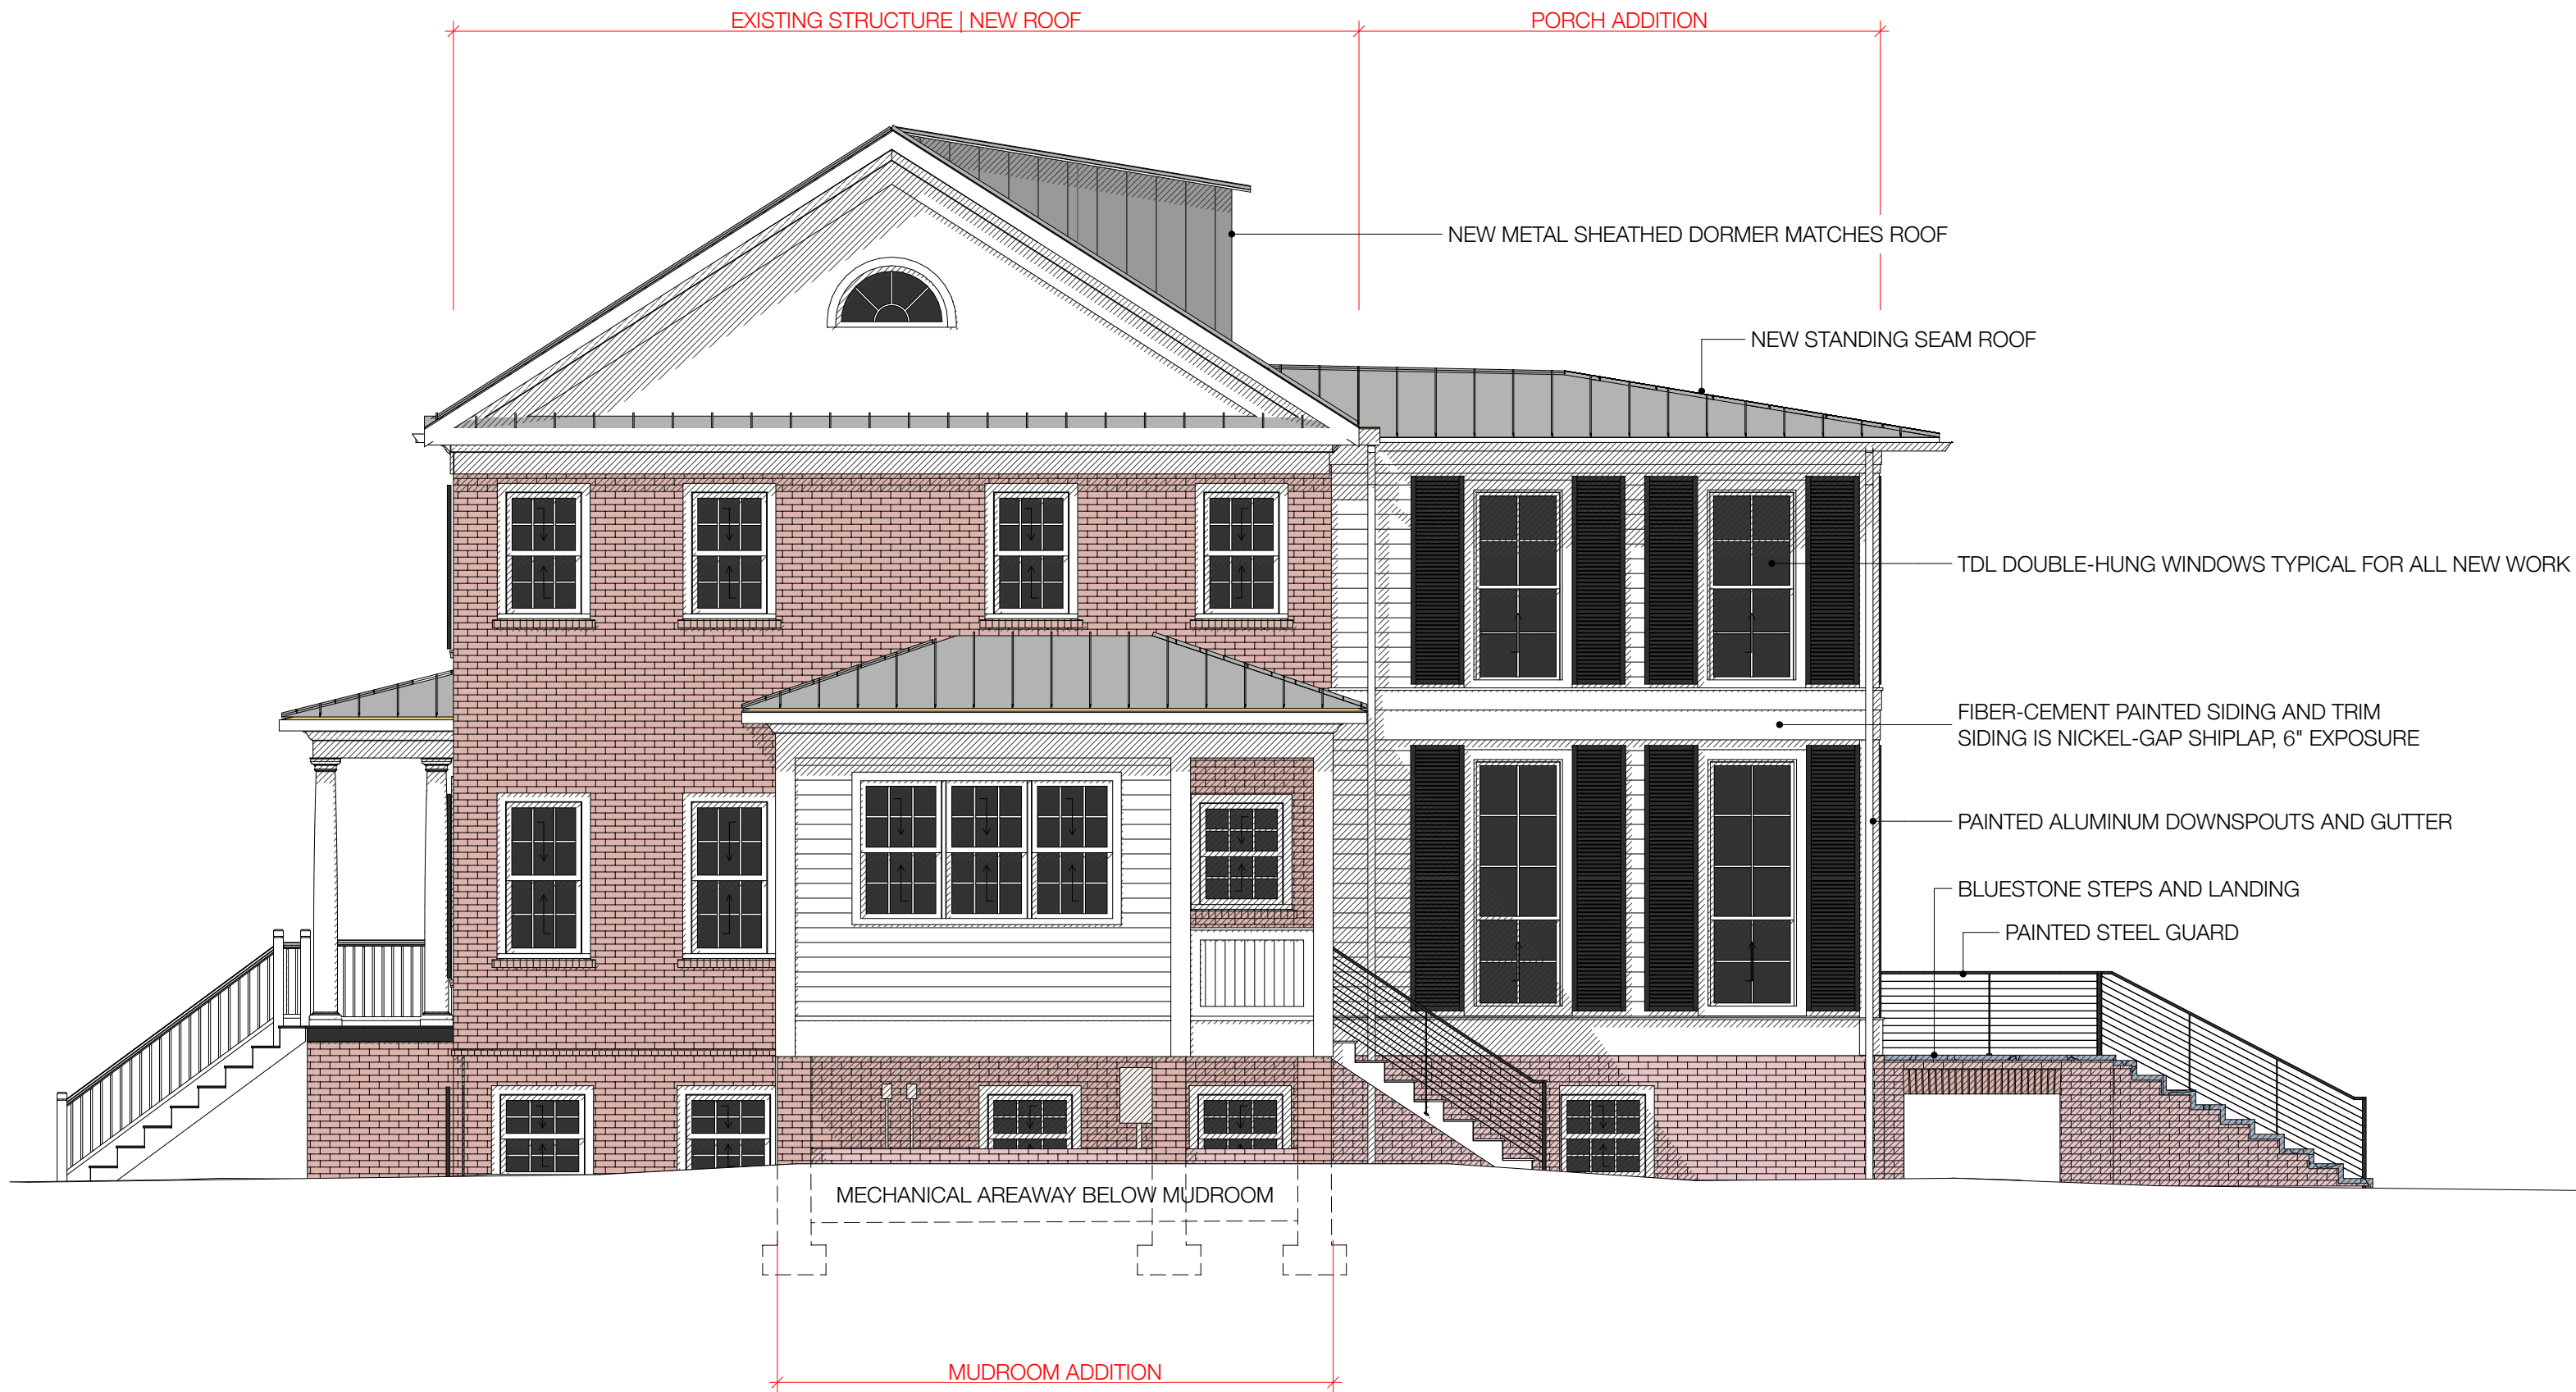 EXISTING STRUCTURE | NEW ROOF
PORCH ADDITION
NEW METAL SHEATHED DORMER MATCHES ROOF
NEW STANDING SEAM ROOF
TDL DOUBLE-HUNG WINDOWS TYPICAL FOR ALL NEW WORK
FIBER-CEMENT PAINTED SIDING AND TRIM
SIDING IS NICKEL-GAP SHIPLAP, 6" EXPOSURE
PAINTED ALUMINUM DOWNSPOUTS AND GUTTER
BLUESTONE STEPS AND LANDING
PAINTED STEEL GUARD
MECHANICAL AREAWAY BELOW MUDROOM
MUDROOM ADDITION